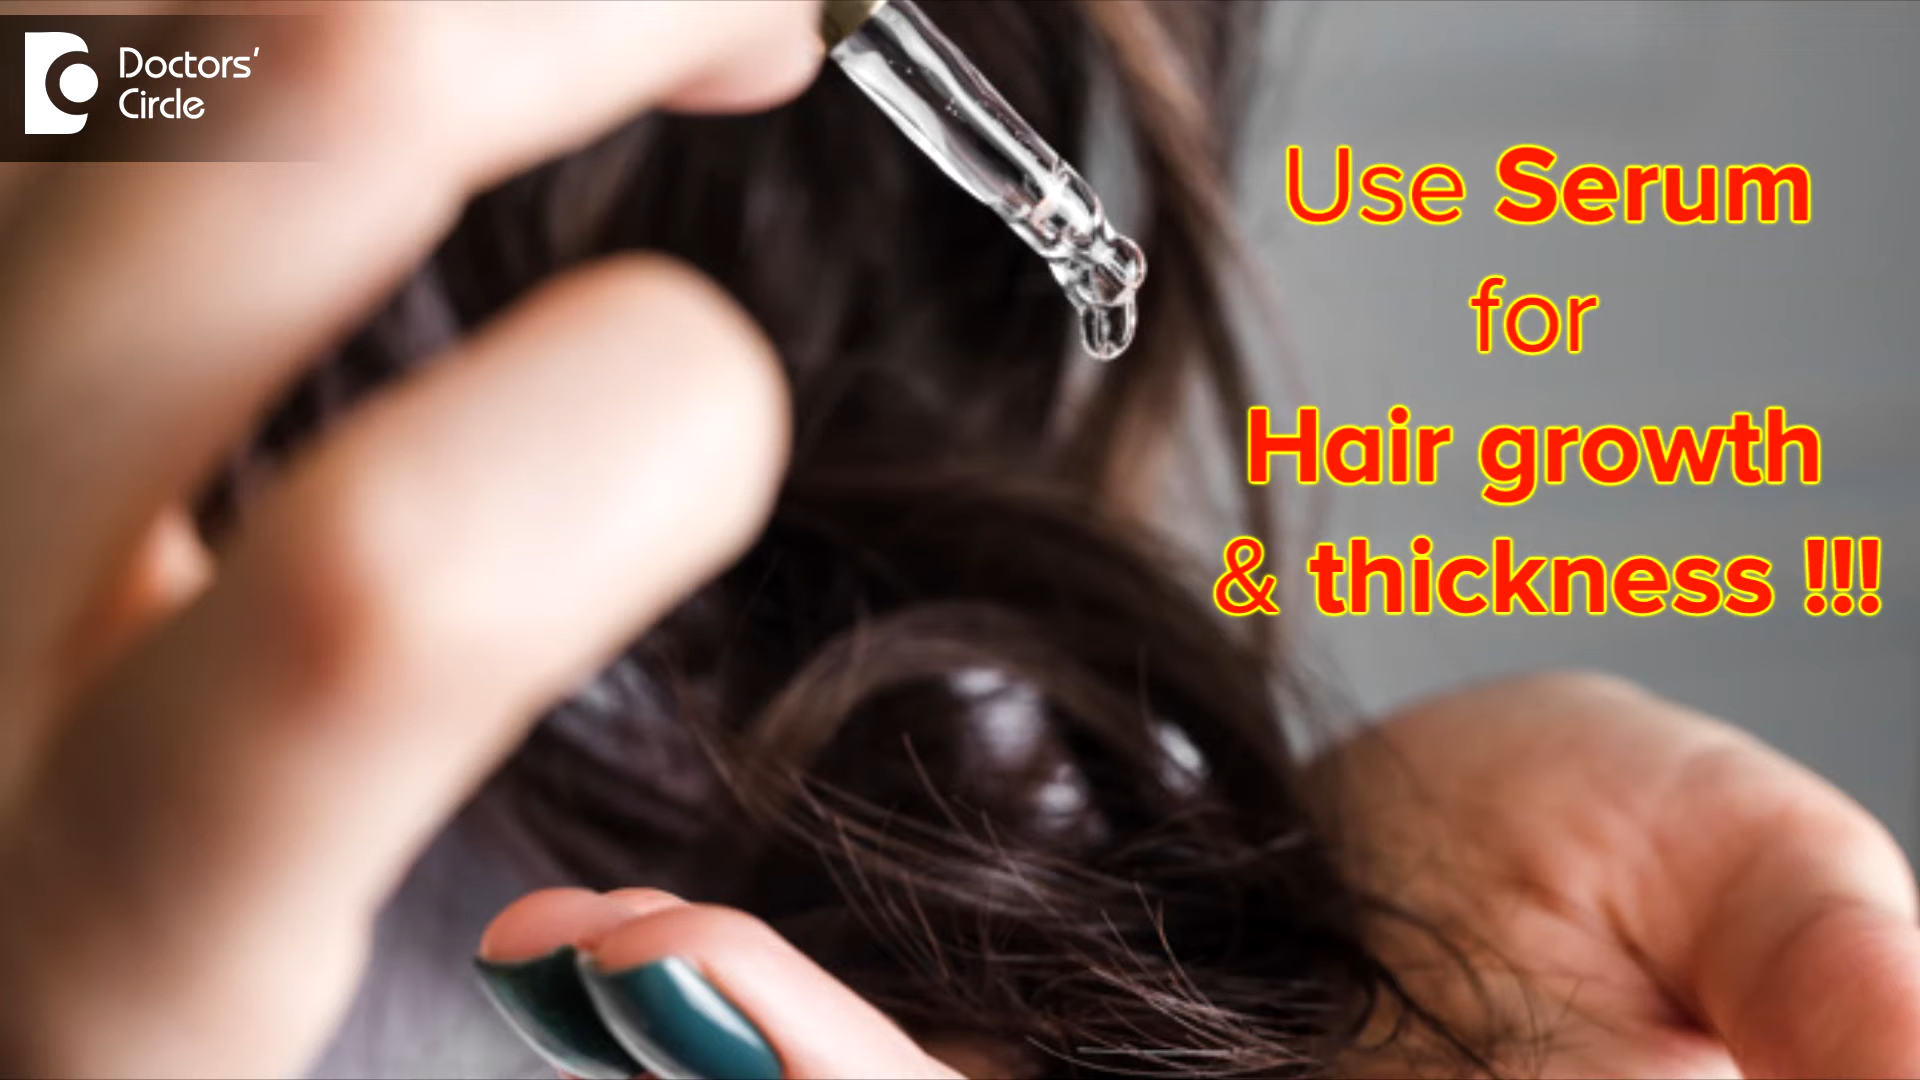 Doctors'
Circle
Use Serum
for
Hair growth
& thickness !!!